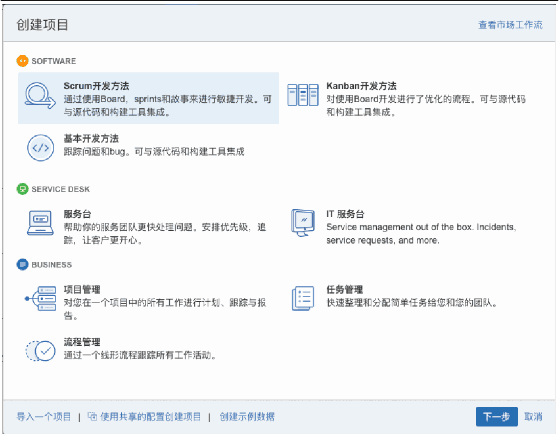 创建项目
查看市场工作流
SOFTWARE
Scrum开发方法
通过使用Board，sprints和故事来进行敏捷开发。可
与源代码和构建工具集成。
Kanban开发方法
对使用Board开发进行了优化的流程。可与源代码
和构建工具集成。
基本开发方法
跟踪问题和bug。可与源代码和构建工具集成
SERVICE DESK
服务台
帮助你的服务团队更快处理问题。安排优先级，追
踪，让客户更开心。
IT 服务台
Service management out of the box. Incidents,
service requests, and more.
BUSINESS
项目管理
对您在一个项目中的所有工作进行计划、跟踪与报
告。
任务管理
快速整理和分配简单任务给您和您的团队。
流程管理
通过一个线形流程跟踪所有工作活动。
导入一个项目 | 使用共享的配置创建项目 | 创建示例数据
下一步 取消